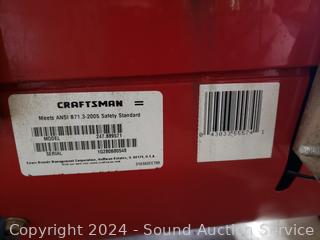 CRAFTSMAN
Meets ANSI B71.3-2005 Safety Standard
MODEL 247.889571
SERIAL 1G280B80548
Sears Brands Management Corporation, Hoffman Estates, IL 60179, U.S.A.
Copyright © 2024 - Sound Auction Service